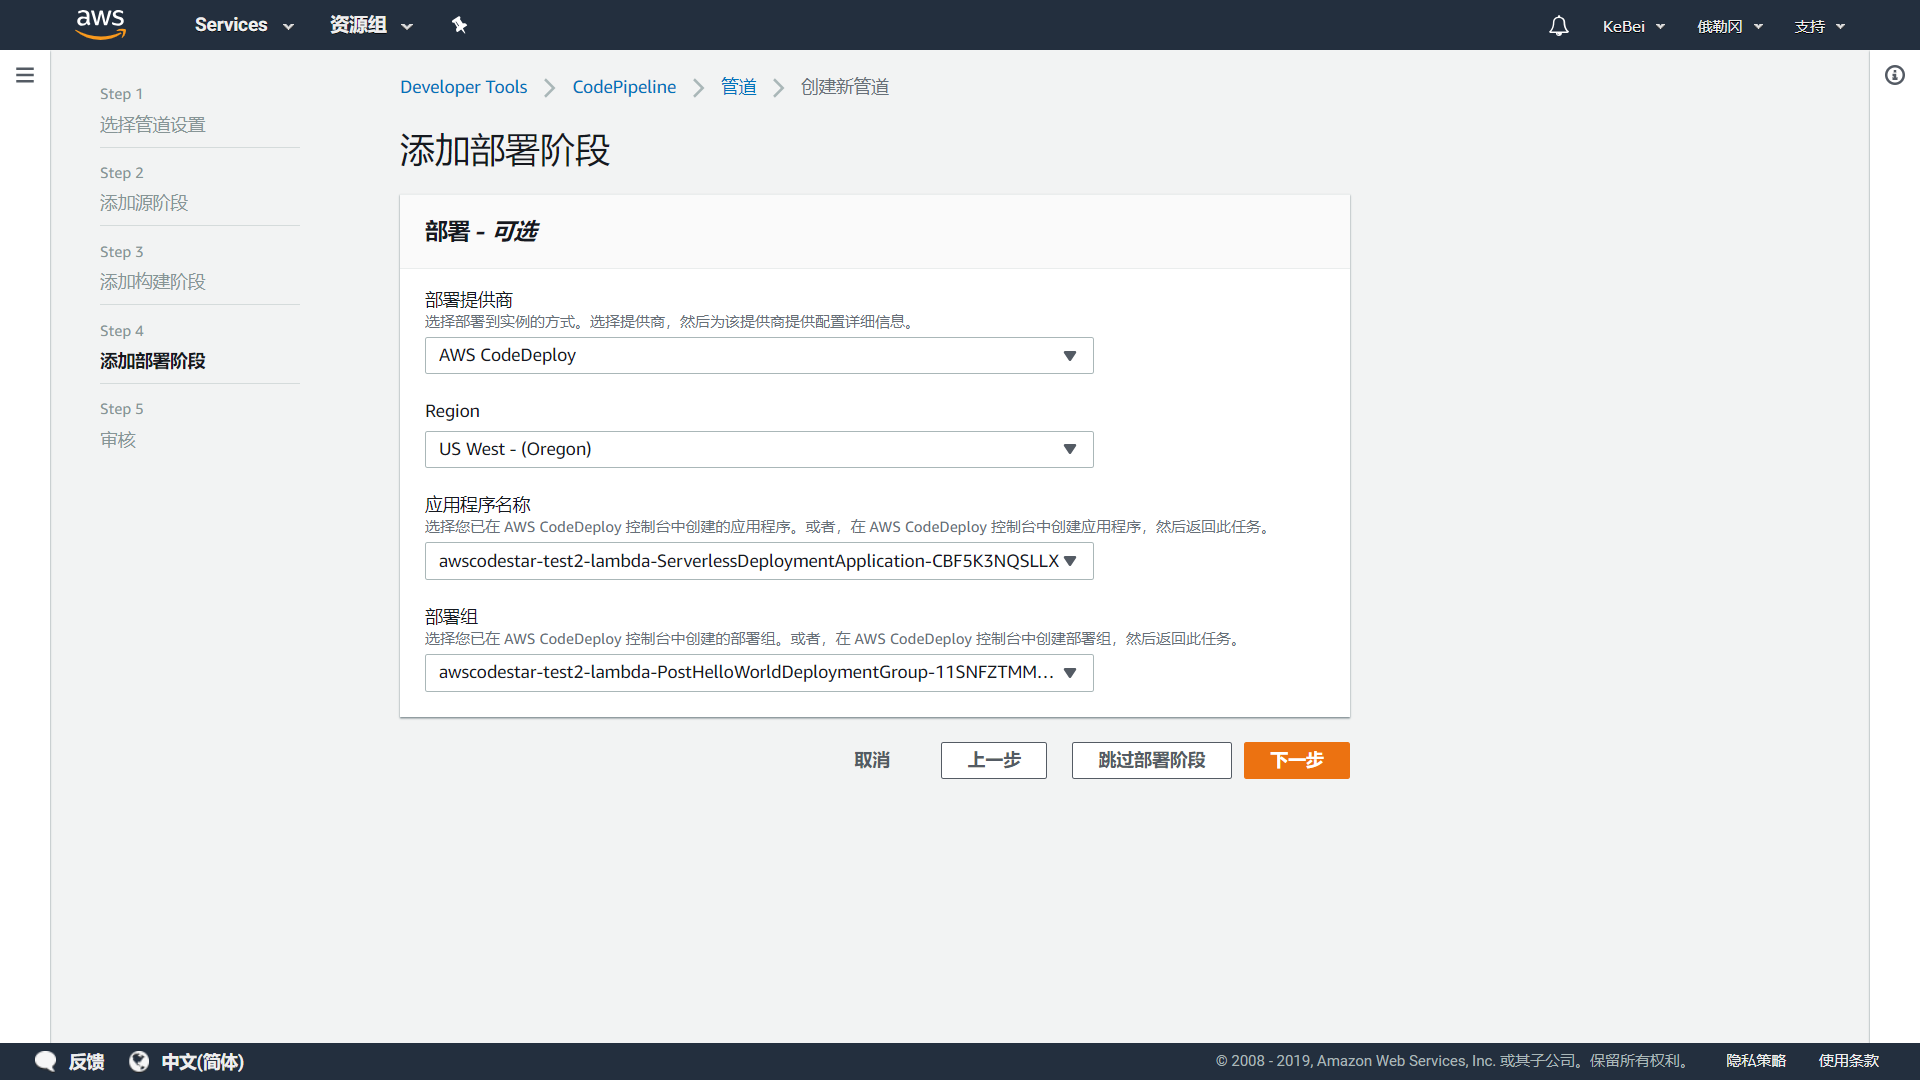 aws
Services
资源组
KeBei
俄勒冈
支持
Step 1
选择管道设置
Step 2
添加源阶段
Step 3
添加构建阶段
Step 4
添加部署阶段
Step 5
审核
Developer Tools
CodePipeline
管道
创建新管道
添加部署阶段
部署 - 可选
部署提供商
选择部署到实例的方式。选择提供商，然后为该提供商提供配置详细信息。
AWS CodeDeploy
Region
US West - (Oregon)
应用程序名称
选择您已在 AWS CodeDeploy 控制台中创建的应用程序。或者，在 AWS CodeDeploy 控制台中创建应用程序，然后返回此任务。
awscodestar-test2-lambda-ServerlessDeploymentApplication-CBF5K3NQSLLX
部署组
选择您已在 AWS CodeDeploy 控制台中创建的部署组。或者，在 AWS CodeDeploy 控制台中创建部署组，然后返回此任务。
awscodestar-test2-lambda-PostHelloWorldDeploymentGroup-11SNFZTMM...
取消
上一步
跳过部署阶段
下一步
反馈
中文(简体)
© 2008 - 2019, Amazon Web Services, Inc. 或其子公司。保留所有权利。
隐私策略
使用条款